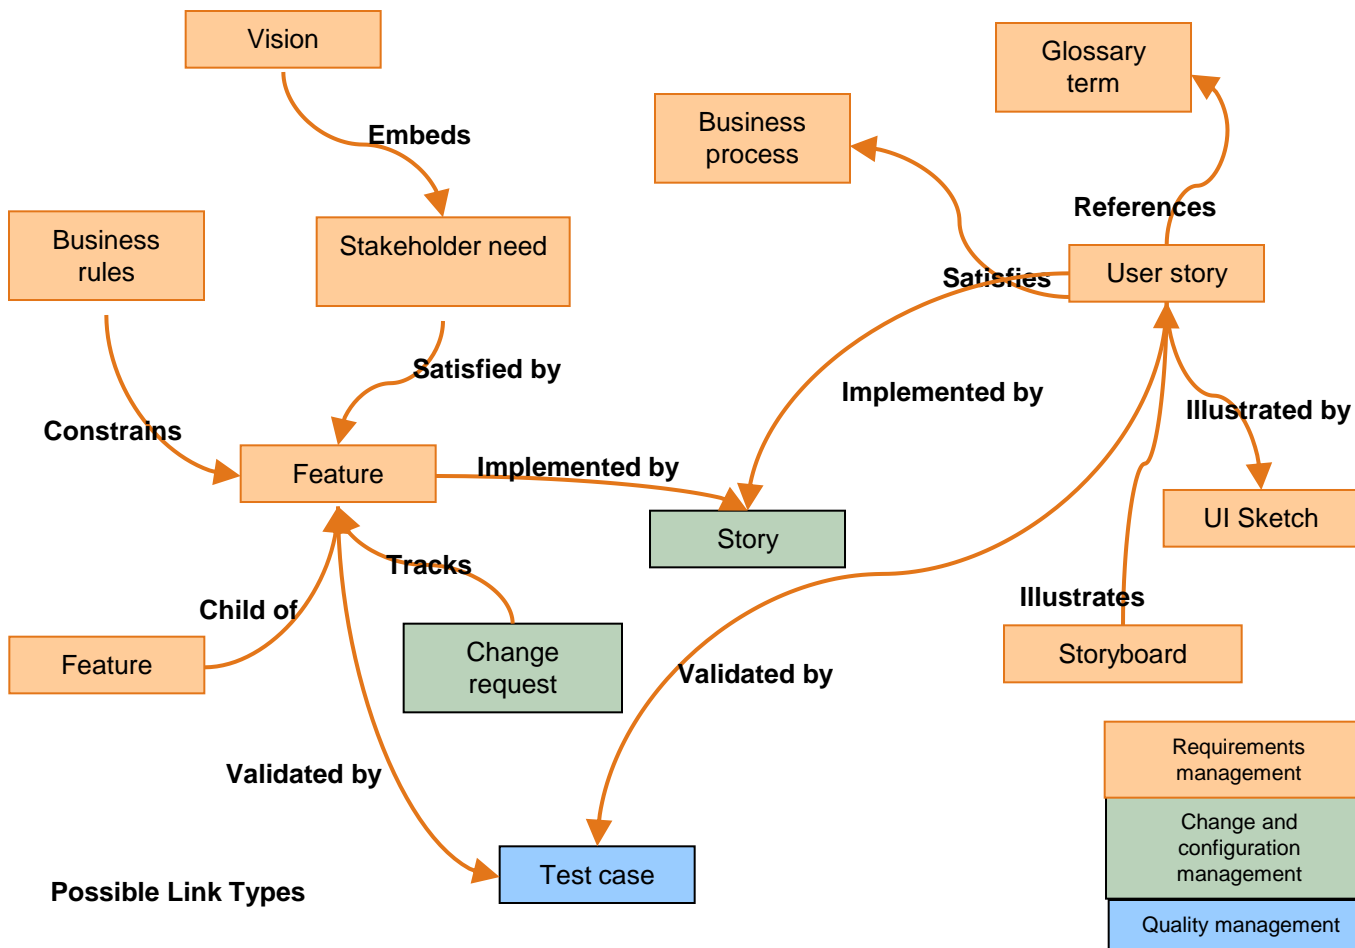 Vision
Glossary
term
Business
process
Embeds
References
Business
rules
Stakeholder need
Satisfies
User story
Satisfied by
Implemented by
Illustrated by
Constrains
Feature
Implemented by
UI Sketch
Story
Tracks
Child of
Illustrates
Feature
Change
request
Storyboard
Validated by
Validated by
Requirements
management
Change and
configuration
management
Test case
Possible Link Types
Quality management